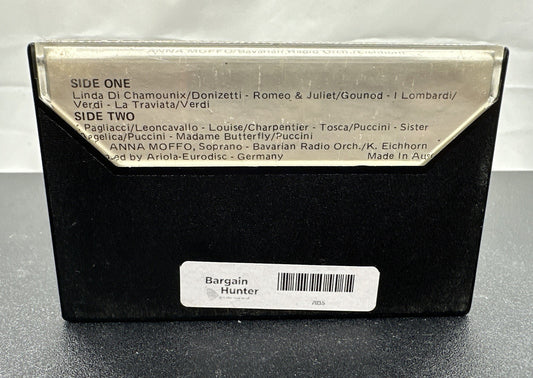 ANNA MOFFO/Bavarian Radio Orch./Eichhorn
SIDE ONE
Linda Di Chamounix/Donizetti - Romeo & Juliet/Gounod - I Lombardi/
Verdi - La Traviata/Verdi
SIDE TWO
Pagliacci/Leoncavallo - Louise/Charpentier - Tosca/Puccini - Sister
Angelica/Puccini - Madame Butterfly/Puccini
ANNA MOFFO, Soprano - Bavarian Radio Orch./K. Eichhorn
ed by Ariola-Eurodisc - Germany Made In Aus
Bargain
Hunter